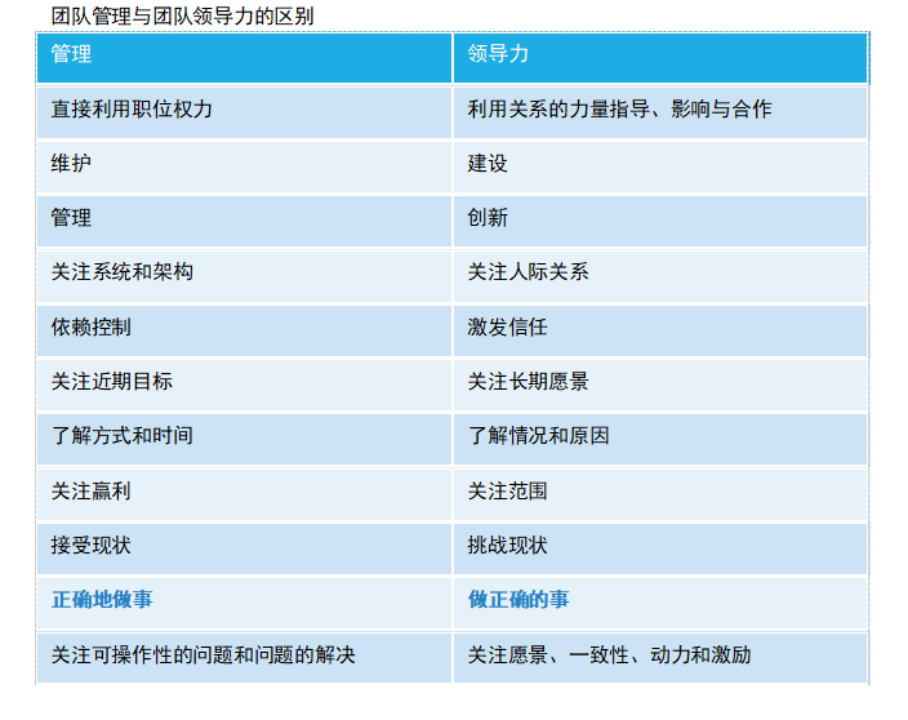 团队管理与团队领导力的区别
管理 领导力
直接利用职位权力 利用关系的力量指导、影响与合作
维护 建设
管理 创新
关注系统和架构 关注人际关系
依赖控制 激发信任
关注近期目标 关注长期愿景
了解方式和时间 了解情况和原因
关注赢利 关注范围
接受现状 挑战现状
正确地做事 做正确的事
关注可操作性的问题和问题的解决 关注愿景、一致性、动力和激励